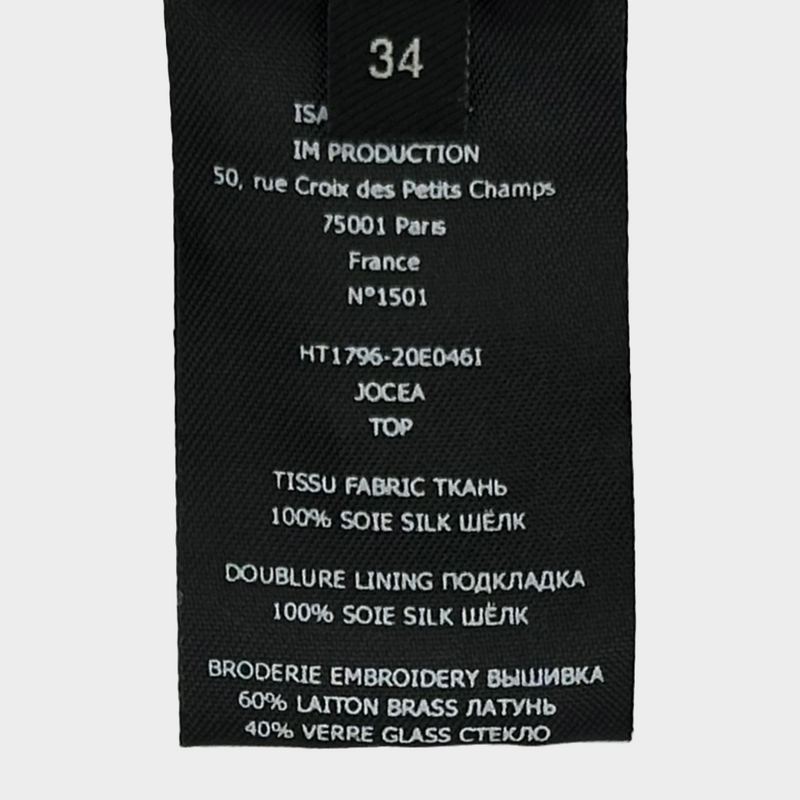 34
ISA
IM PRODUCTION
50, rue Croix des Petits Champs
75001 Paris
France
N°1501
HT1796-20E046I
JOCEA
TOP
TISSU FABRIC ТКАНЬ
100% SOIE SILK ШЁЛК
DOUBLURE LINING ПОДКЛАДКА
100% SOIE SILK ШЁЛК
BRODERIE EMBROIDERY ВЫШИВКА
60% LAITON BRASS ЛАТУНЬ
40% VERRE GLASS СТЕКЛО